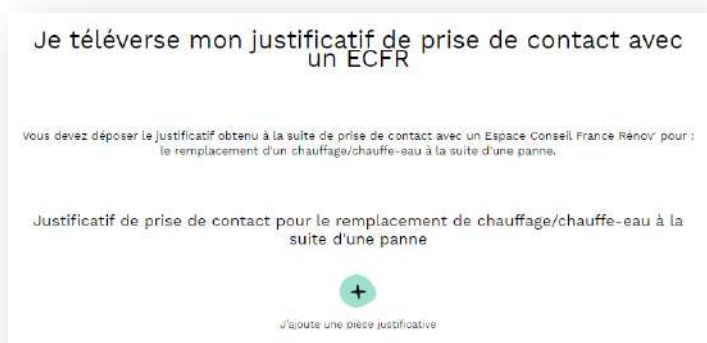 Je téléverse mon justificatif de prise de contact avec
un ECFR
Vous devez déposer le justificatif obtenu à la suite de prise de contact avec un Espace Conseil France Rénov' pour :
le remplacement d'un chauffage/chauffe-eau à la suite d'une panne.
Justificatif de prise de contact pour le remplacement de chauffage/chauffe-eau à la
suite d'une panne
+
J'ajoute une pièce justificative